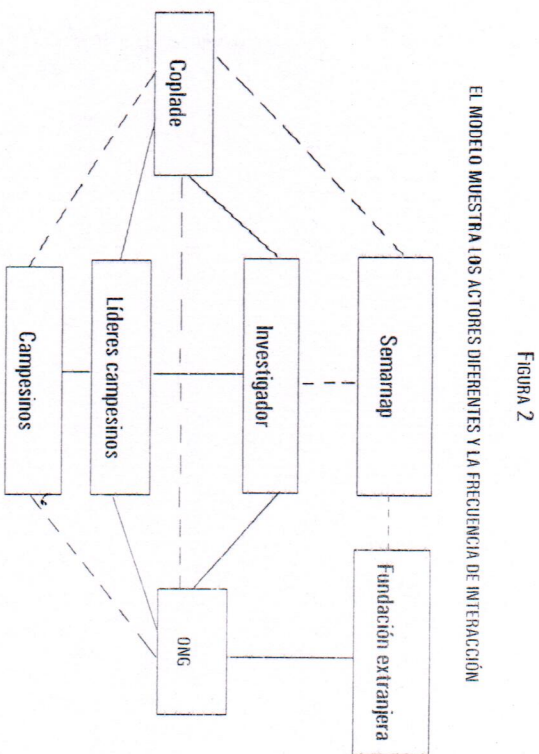 FIGURA 2
EL MODELO MUESTRA LOS ACTORES DIFERENTES Y LA FRECUENCIA DE INTERACCIÓN
Semarnap
Fundación extranjera
Coplade
Investigador
ONG
Líderes campesinos
Campesinos